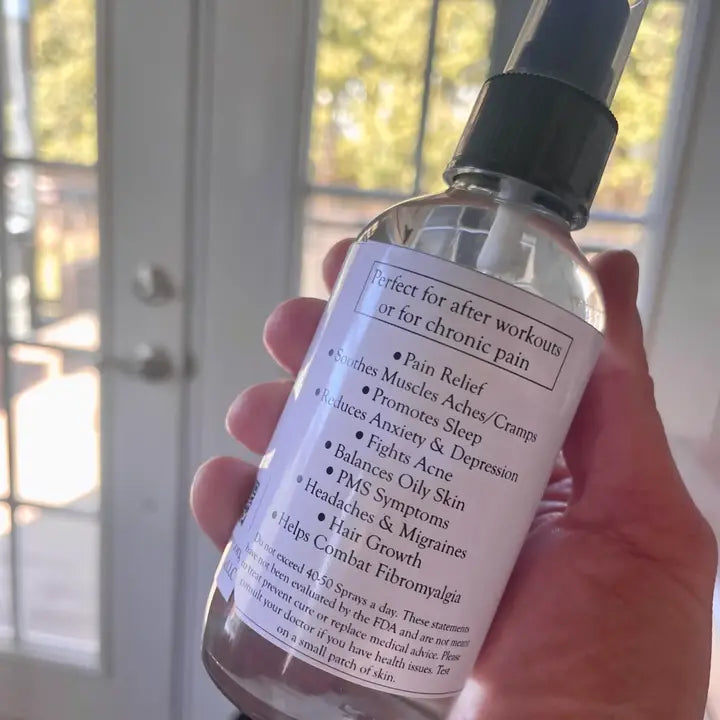 Perfect for after workouts
or for chronic pain
• Pain Relief
• Soothes Muscles Aches/Cramps
• Promotes Sleep
• Reduces Anxiety & Depression
• Fights Acne
• Balances Oily Skin
• PMS Symptoms
• Headaches & Migraines
• Hair Growth
• Helps Combat Fibromyalgia
Do not exceed 40-50 Sprays a day. These statements
have not been evaluated by the FDA and are not meant
to treat prevent cure or replace medical advice. Please
consult your doctor if you have health issues. Test
on a small patch of skin.